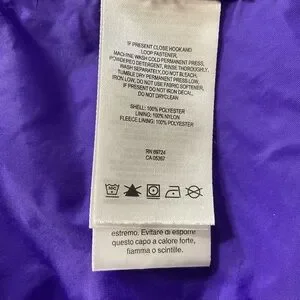 IF PRESENT CLOSE HOOK AND
LOOP FASTENER.
MACHINE WASH COLD PERMANENT PRESS,
POWDERED DETERGENT, RINSE THOROUGHLY,
WASH SEPARATELY, DO NOT BLEACH,
TUMBLE DRY PERMANENT PRESS LOW,
IRON LOW, DO NOT USE FABRIC SOFTENER,
IF PRESENT DO NOT IRON DECAL,
DO NOT DRYCLEAN
SHELL: 100% POLYESTER
LINING: 100% NYLON
FLEECE LINING: 100% POLYESTER
RN 69724
CA 05367
estremo. Evitare di esporre
questo capo a calore forte,
fiamma o scintille.